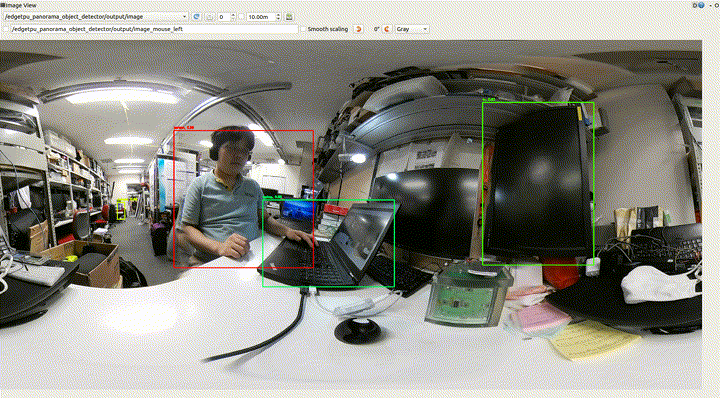 Image View
/edgetpu_panorama_object_detector/output/image
0
10.00m
/edgetpu_panorama_object_detector/output/image_mouse_left
Smooth scaling
0°
Gray